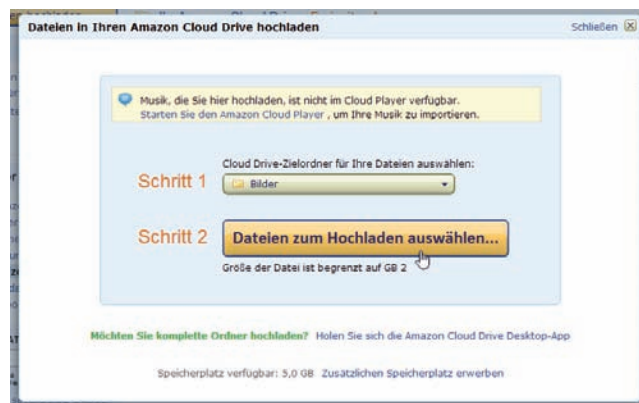 Dateien in Ihren Amazon Cloud Drive hochladen
Schließen
Musik, die Sie hier hochladen, ist nicht im Cloud Player verfügbar.
Starten Sie den Amazon Cloud Player , um Ihre Musik zu importieren.
Cloud Drive-Zielordner für Ihre Dateien auswählen:
Schritt 1
Bilder
Schritt 2
Dateien zum Hochladen auswählen...
Größe der Datei ist begrenzt auf GB 2
Möchten Sie komplette Ordner hochladen? Holen Sie sich die Amazon Cloud Drive Desktop-App
Speicherplatz verfügbar: 5,0 GB Zusätzlichen Speicherplatz erwerben